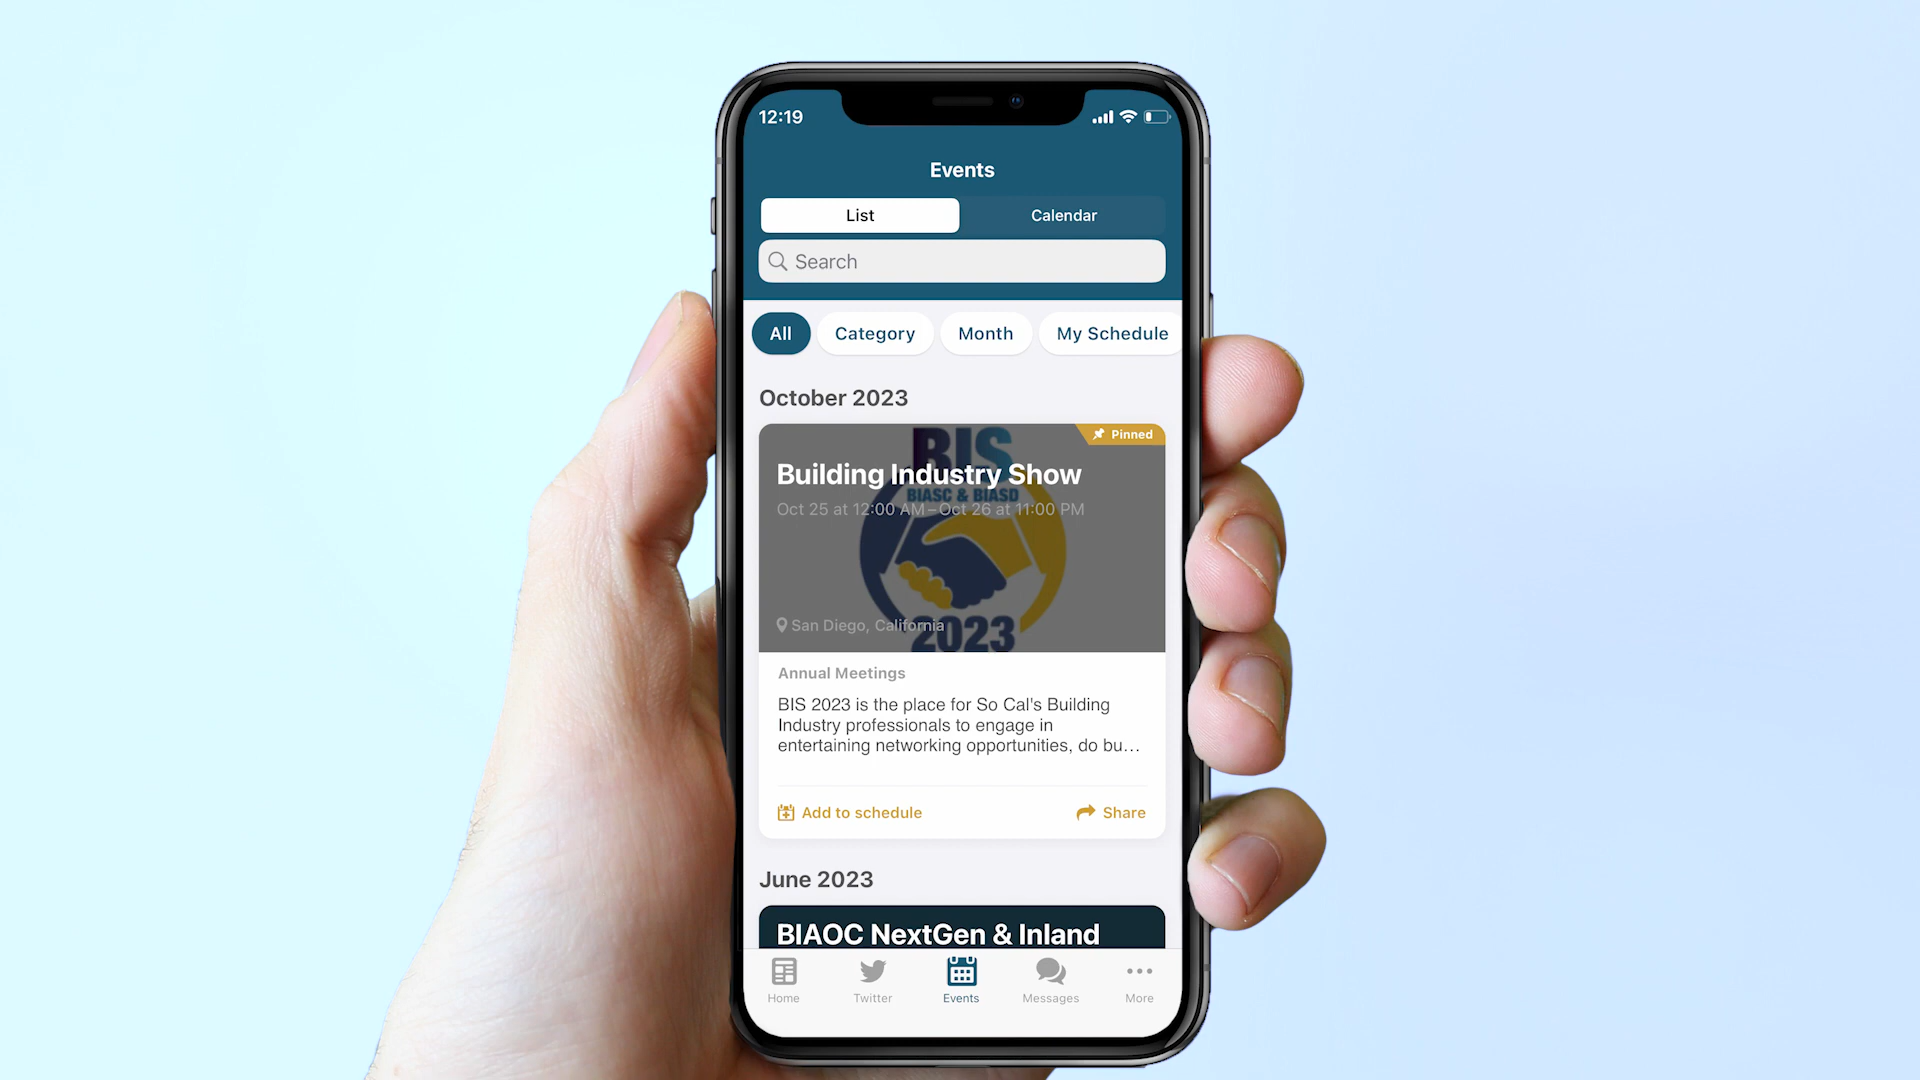 12:19
Events
List
Calendar
Search
All
Category
Month
My Schedule
October 2023
Pinned
BIS
Building Industry Show
BIASC & BIASD
Oct 25 at 12:00 AM – Oct 26 at 11:00 PM
San Diego, California
2023
Annual Meetings
BIS 2023 is the place for So Cal's Building
Industry professionals to engage in
entertaining networking opportunities, do bu...
Add to schedule
Share
June 2023
BIAOC NextGen & Inland
Home
Twitter
Events
Messages
More